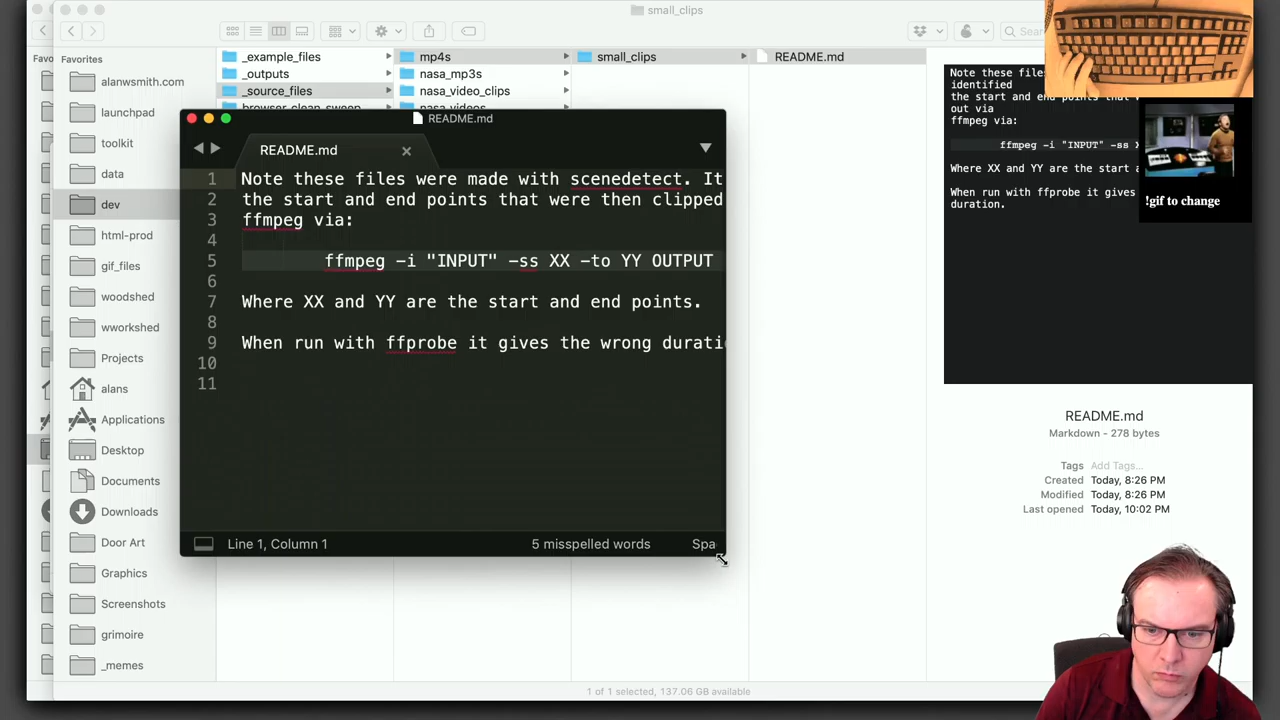 small_clips
Sear
Favo
Favorites
alanwsmith.com
launchpad
toolkit
data
dev
html-prod
gif_files
woodshed
wworkshed
Projects
alans
Applications
Desktop
Documents
Downloads
Door Art
Graphics
Screenshots
grimoire
_memes
_example_files
_outputs
_source_files
browser_clean_sweep
mp4s
nasa_mp3s
nasa_video_clips
nasa_videos
small_clips
README.md
README.md
README.md
1 Note these files were made with scenedetect. It
2 the start and end points that were then clipped
3 ffmpeg via:
4
5 ffmpeg -i "INPUT" -ss XX -to YY OUTPUT
6
7 Where XX and YY are the start and end points.
8
9 When run with ffprobe it gives the wrong durati
10
11
Line 1, Column 1
5 misspelled words
Spa
Note these files
identified
the start and end points that
out via
ffmpeg via:
ffmpeg -i "INPUT" -ss X
Where XX and YY are the start a
When run with ffprobe it gives
duration.
!gif to change
README.md
Markdown - 278 bytes
Tags Add Tags...
Created Today, 8:26 PM
Modified Today, 8:26 PM
Last opened Today, 10:02 PM
1 of 1 selected, 137.06 GB available